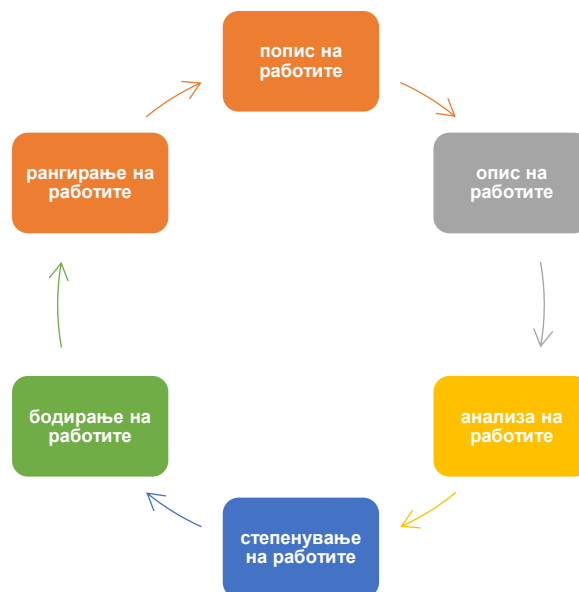 попис на
работите
опис на
работите
анализа на
работите
степенување
на работите
бодирање на
работите
рангирање на
работите